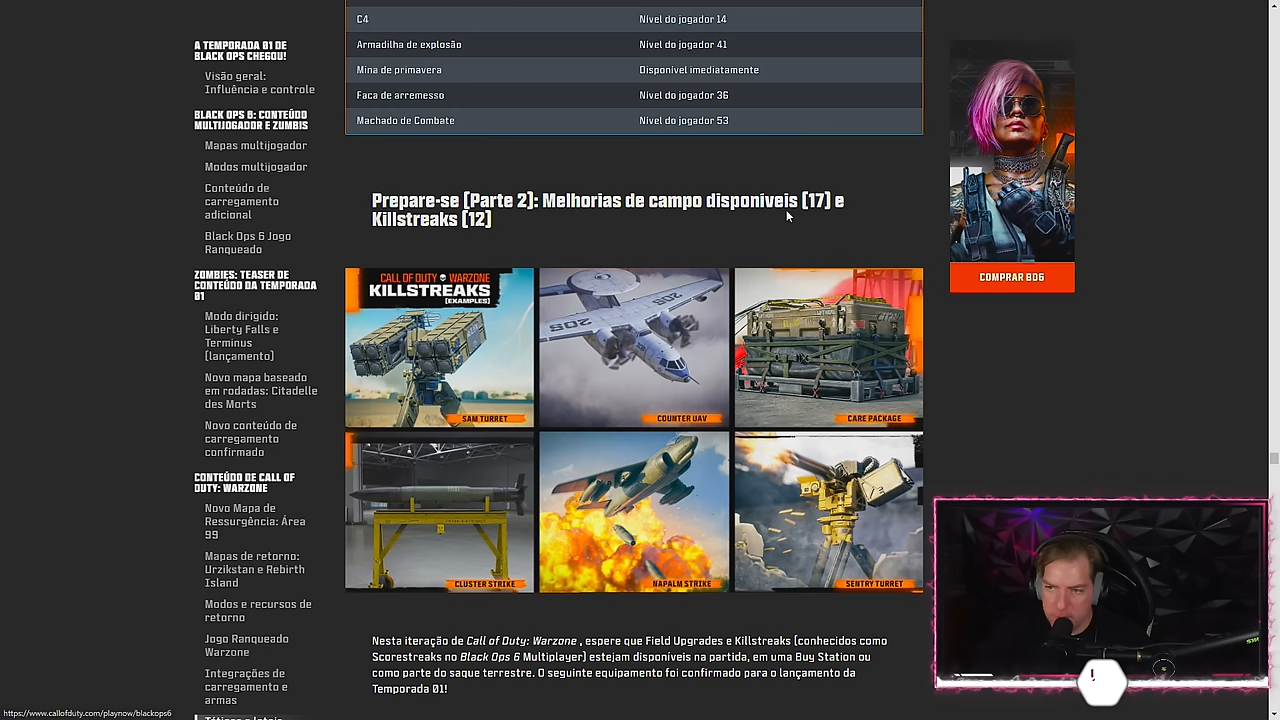 A TEMPORADA 01 DE
BLACK OPS CHEGOU!
Visão geral:
Influência e controle
BLACK OPS 6: CONTEÚDO
MULTIJOGADOR E ZUMBIS
Mapas multijogador
Modos multijogador
Conteúdo de
carregamento
adicional
Black Ops 6 Jogo
Ranqueado
ZOMBIES: TEASER DE
CONTEÚDO DA TEMPORADA
01
Modo dirigido:
Liberty Falls e
Terminus
(lançamento)
Novo mapa baseado
em rodadas: Citadelle
des Morts
Novo conteúdo de
carregamento
confirmado
CONTEÚDO DE CALL OF
DUTY: WARZONE
Novo Mapa de
Ressurgência: Área
99
Mapas de retorno:
Urzikstan e Rebirth
Island
Modos e recursos de
retorno
Jogo Ranqueado
Warzone
Integrações de
carregamento e
armas
Táticos e letais
https://www.callofduty.com/playnow/blackops6
C4 Nível do jogador 14
Armadilha de explosão Nível do jogador 41
Mina de primavera Disponível imediatamente
Faca de arremesso Nível do jogador 36
Machado de Combate Nível do jogador 53
Prepare-se (Parte 2): Melhorias de campo disponíveis (17) e
Killstreaks (12)
CALL OF DUTY WARZONE
KILLSTREAKS
(EXAMPLES)
SAM TURRET
COUNTER UAV
CARE PACKAGE
CLUSTER STRIKE
NAPALM STRIKE
SENTRY TURRET
Nesta iteração de Call of Duty: Warzone , espere que Field Upgrades e Killstreaks (conhecidos como
Scorestreaks no Black Ops 6 Multiplayer) estejam disponíveis na partida, em uma Buy Station ou
como parte do saque terrestre. O seguinte equipamento foi confirmado para o lançamento da
Temporada 01!
COMPRAR BO6